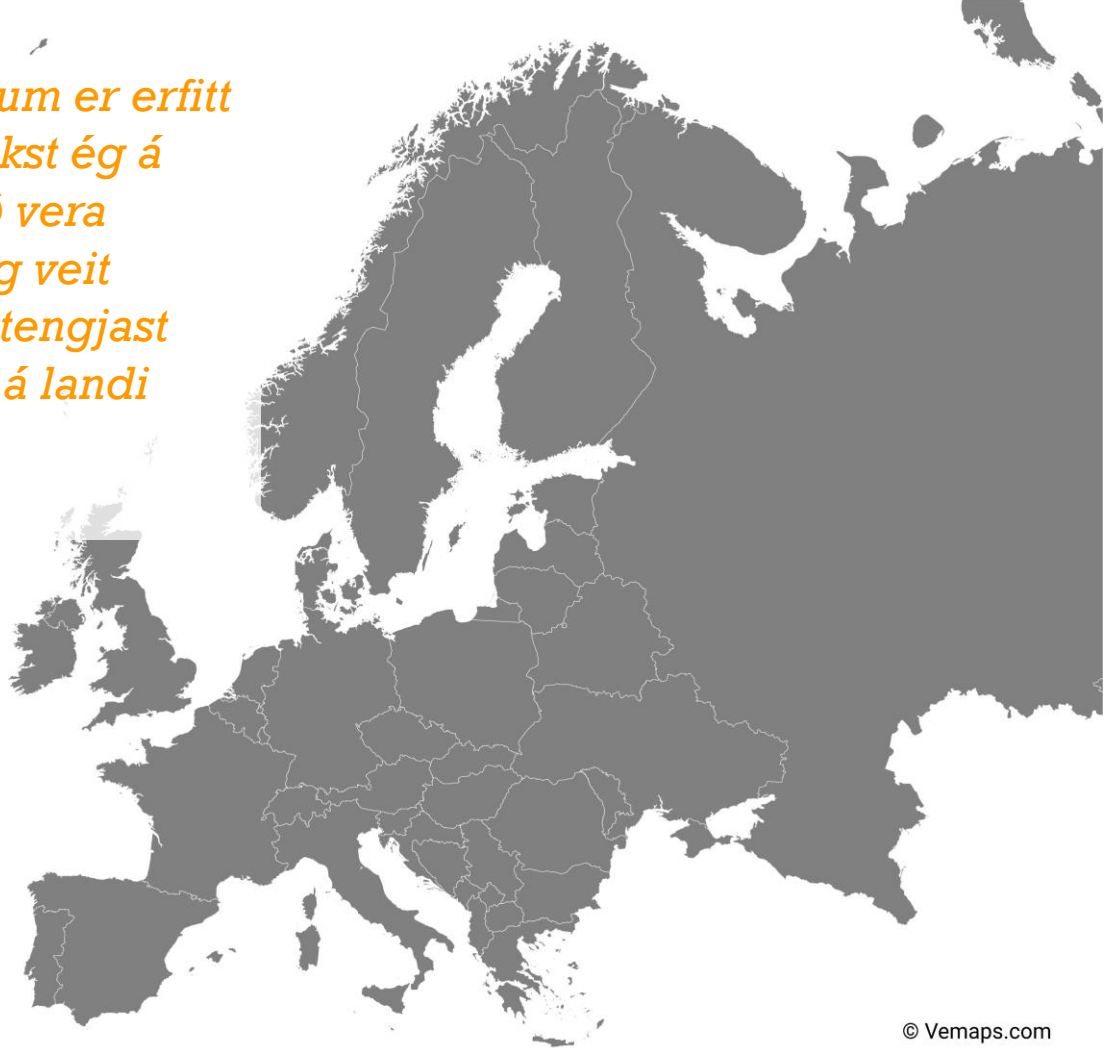 um er erfitt
kst ég á
vera
g veit
tengjast
á landi
© Vemaps.com